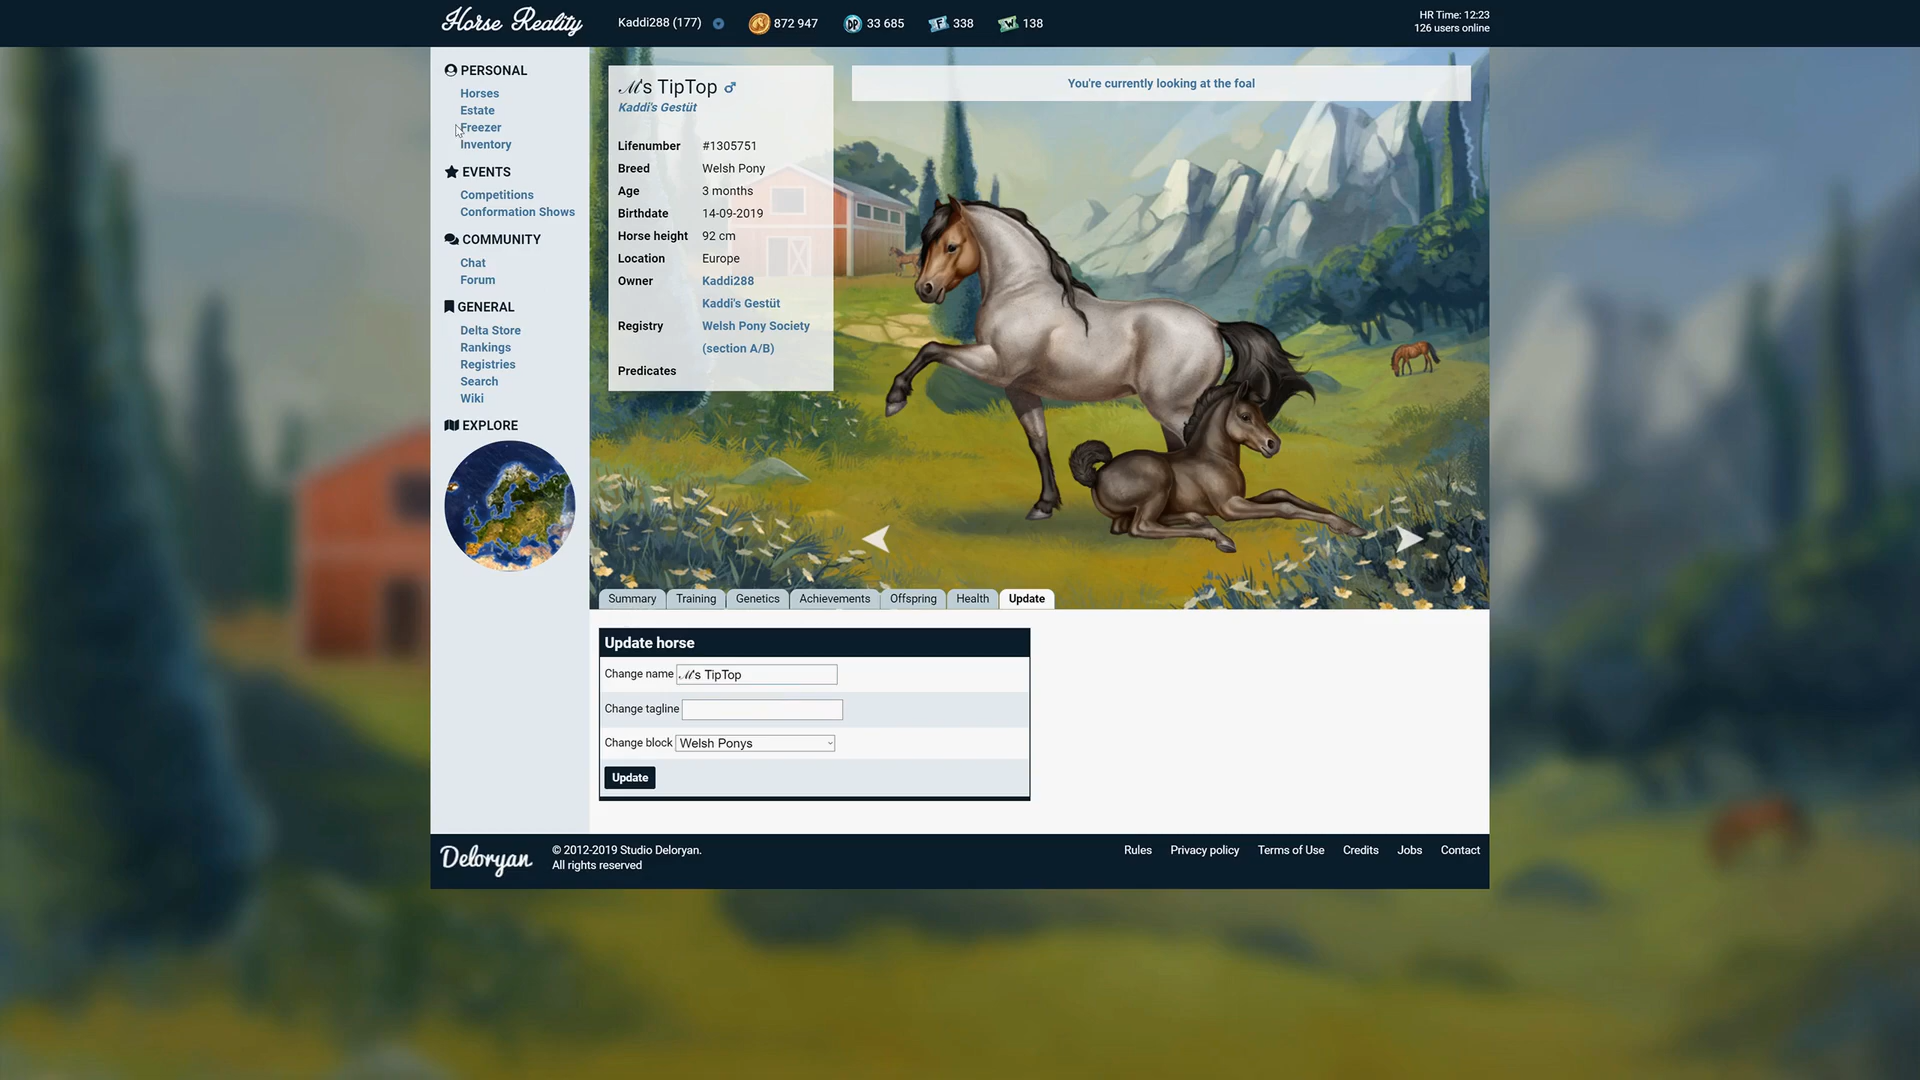 Horse Reality
Kaddi288 (177)
872 947
33 685
338
138
HR Time: 12:23
126 users online
PERSONAL
Horses
Estate
Freezer
Inventory
EVENTS
Competitions
Conformation Shows
COMMUNITY
Chat
Forum
GENERAL
Delta Store
Rankings
Registries
Search
Wiki
EXPLORE
ℳ's TipTop ♂
Kaddi's Gestüt
Lifenumber #1305751
Breed Welsh Pony
Age 3 months
Birthdate 14-09-2019
Horse height 92 cm
Location Europe
Owner Kaddi288
Kaddi's Gestüt
Registry Welsh Pony Society
(section A/B)
Predicates
You're currently looking at the foal
Summary Training Genetics Achievements Offspring Health Update
Update horse
Change name ℳ's TipTop
Change tagline
Change block Welsh Ponys
Update
Deloryan
© 2012-2019 Studio Deloryan.
All rights reserved
Rules Privacy policy Terms of Use Credits Jobs Contact